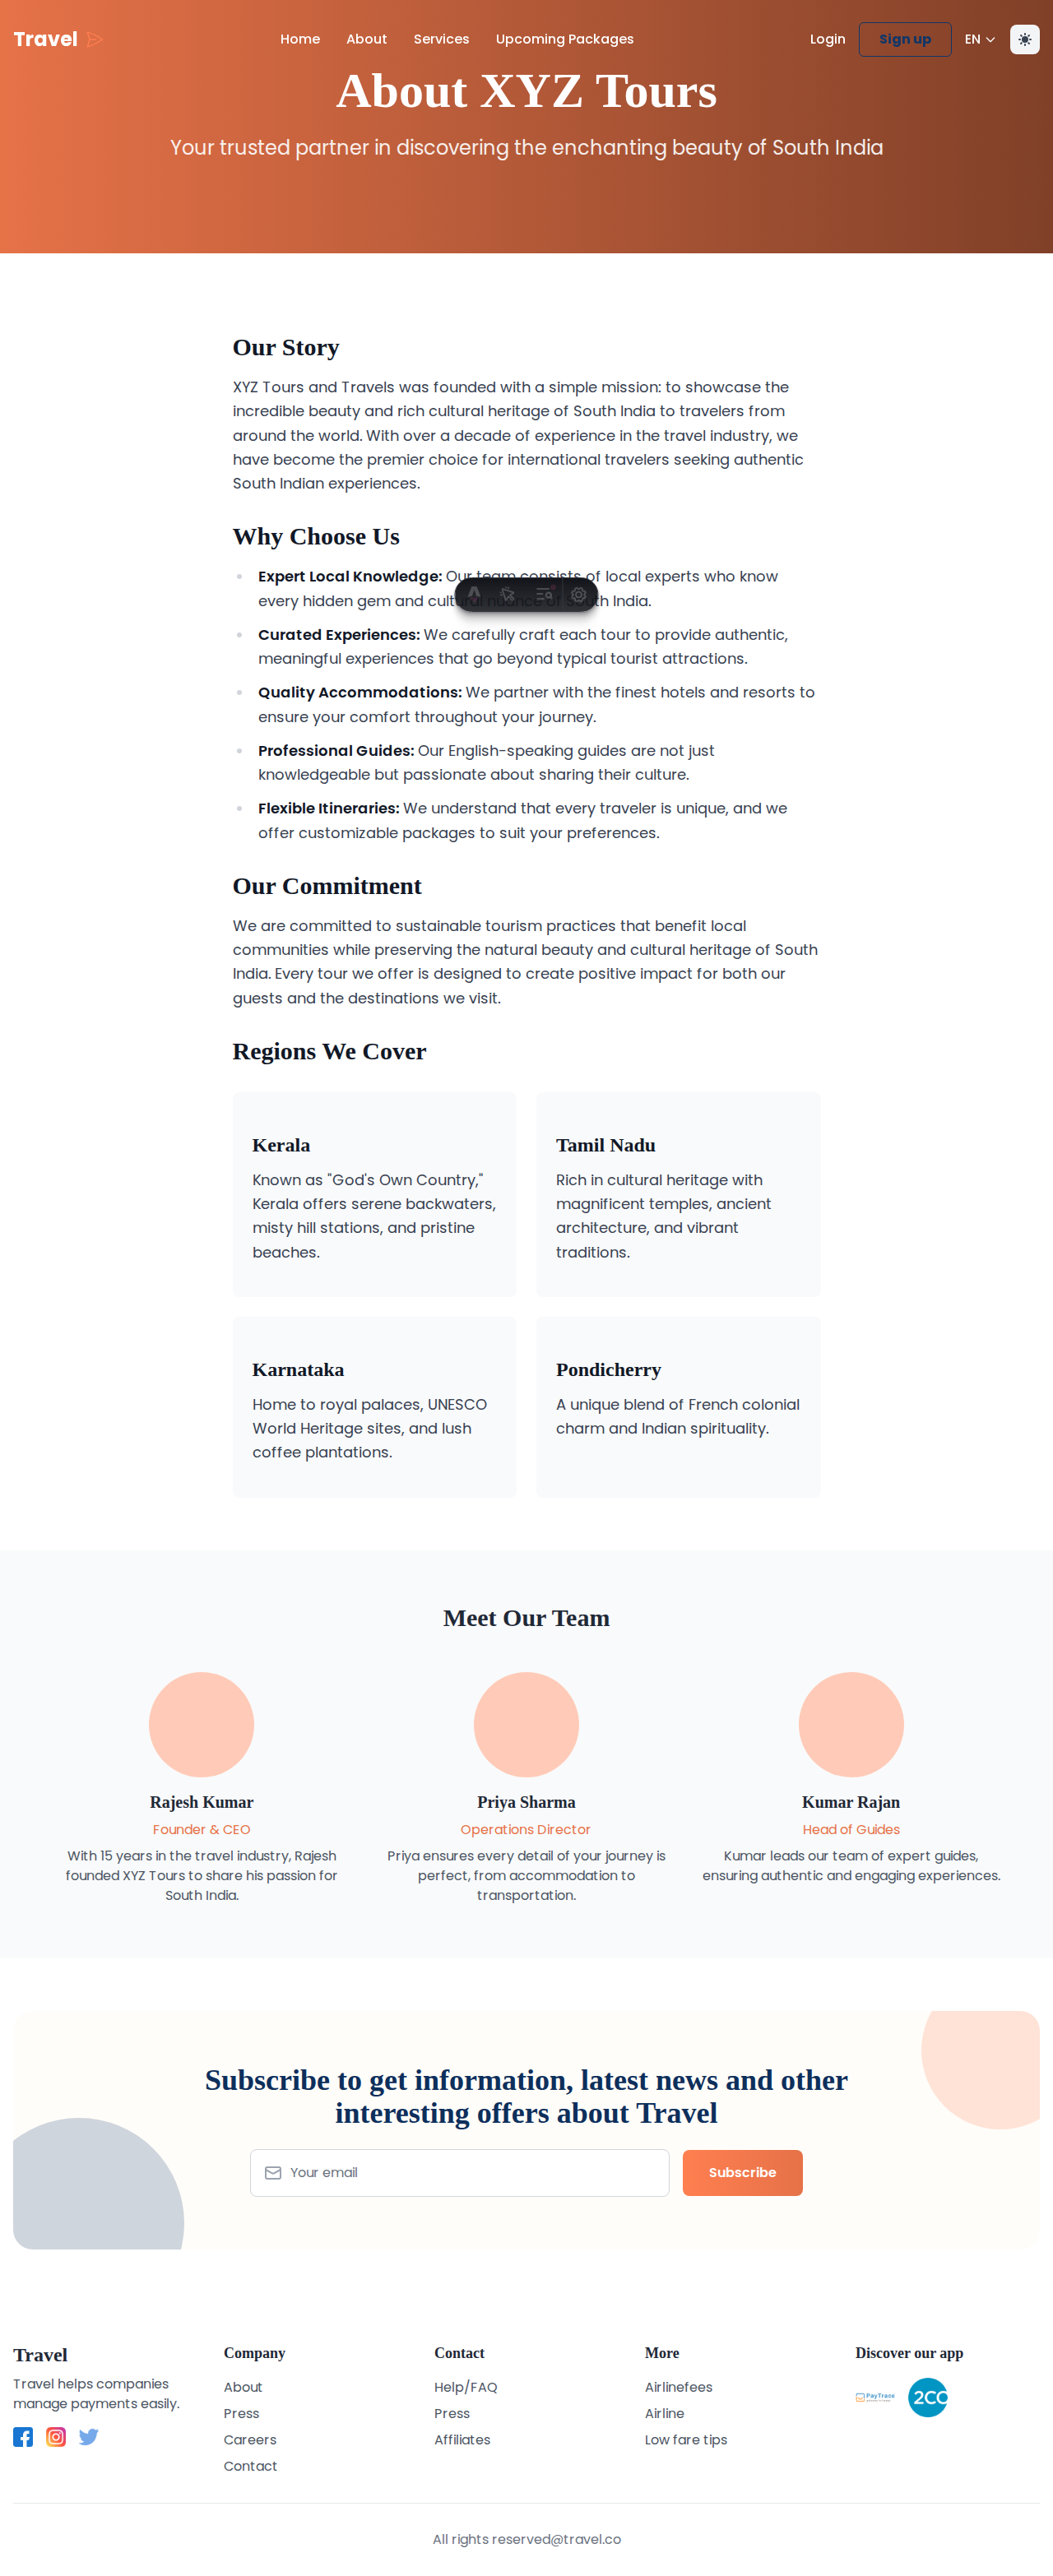 Travel
Home About Services Upcoming Packages
Login Sign up EN
About XYZ Tours
Your trusted partner in discovering the enchanting beauty of South India
Our Story
XYZ Tours and Travels was founded with a simple mission: to showcase the
incredible beauty and rich cultural heritage of South India to travelers from
around the world. With over a decade of experience in the travel industry, we
have become the premier choice for international travelers seeking authentic
South Indian experiences.
Why Choose Us
Expert Local Knowledge: Our team consists of local experts who know
every hidden gem and cultural nuance of South India.
Curated Experiences: We carefully craft each tour to provide authentic,
meaningful experiences that go beyond typical tourist attractions.
Quality Accommodations: We partner with the finest hotels and resorts to
ensure your comfort throughout your journey.
Professional Guides: Our English-speaking guides are not just
knowledgeable but passionate about sharing their culture.
Flexible Itineraries: We understand that every traveler is unique, and we
offer customizable packages to suit your preferences.
Our Commitment
We are committed to sustainable tourism practices that benefit local
communities while preserving the natural beauty and cultural heritage of South
India. Every tour we offer is designed to create positive impact for both our
guests and the destinations we visit.
Regions We Cover
Kerala
Known as "God's Own Country,"
Kerala offers serene backwaters,
misty hill stations, and pristine
beaches.
Tamil Nadu
Rich in cultural heritage with
magnificent temples, ancient
architecture, and vibrant
traditions.
Karnataka
Home to royal palaces, UNESCO
World Heritage sites, and lush
coffee plantations.
Pondicherry
A unique blend of French colonial
charm and Indian spirituality.
Meet Our Team
Rajesh Kumar
Founder & CEO
With 15 years in the travel industry, Rajesh
founded XYZ Tours to share his passion for
South India.
Priya Sharma
Operations Director
Priya ensures every detail of your journey is
perfect, from accommodation to
transportation.
Kumar Rajan
Head of Guides
Kumar leads our team of expert guides,
ensuring authentic and engaging experiences.
Subscribe to get information, latest news and other
interesting offers about Travel
Your email
Subscribe
Travel
Travel helps companies
manage payments easily.
Company
About
Press
Careers
Contact
Contact
Help/FAQ
Press
Affiliates
More
Airlinefees
Airline
Low fare tips
Discover our app
PayTrace
2CO
All rights reserved@travel.co